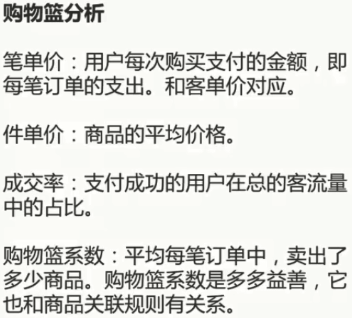 购物篮分析
笔单价：用户每次购买支付的金额，即
每笔订单的支出。和客单价对应。
件单价：商品的平均价格。
成交率：支付成功的用户在总的客流量
中的占比。
购物篮系数：平均每笔订单中，卖出了
多少商品。购物篮系数是多多益善，它
也和商品关联规则有关系。